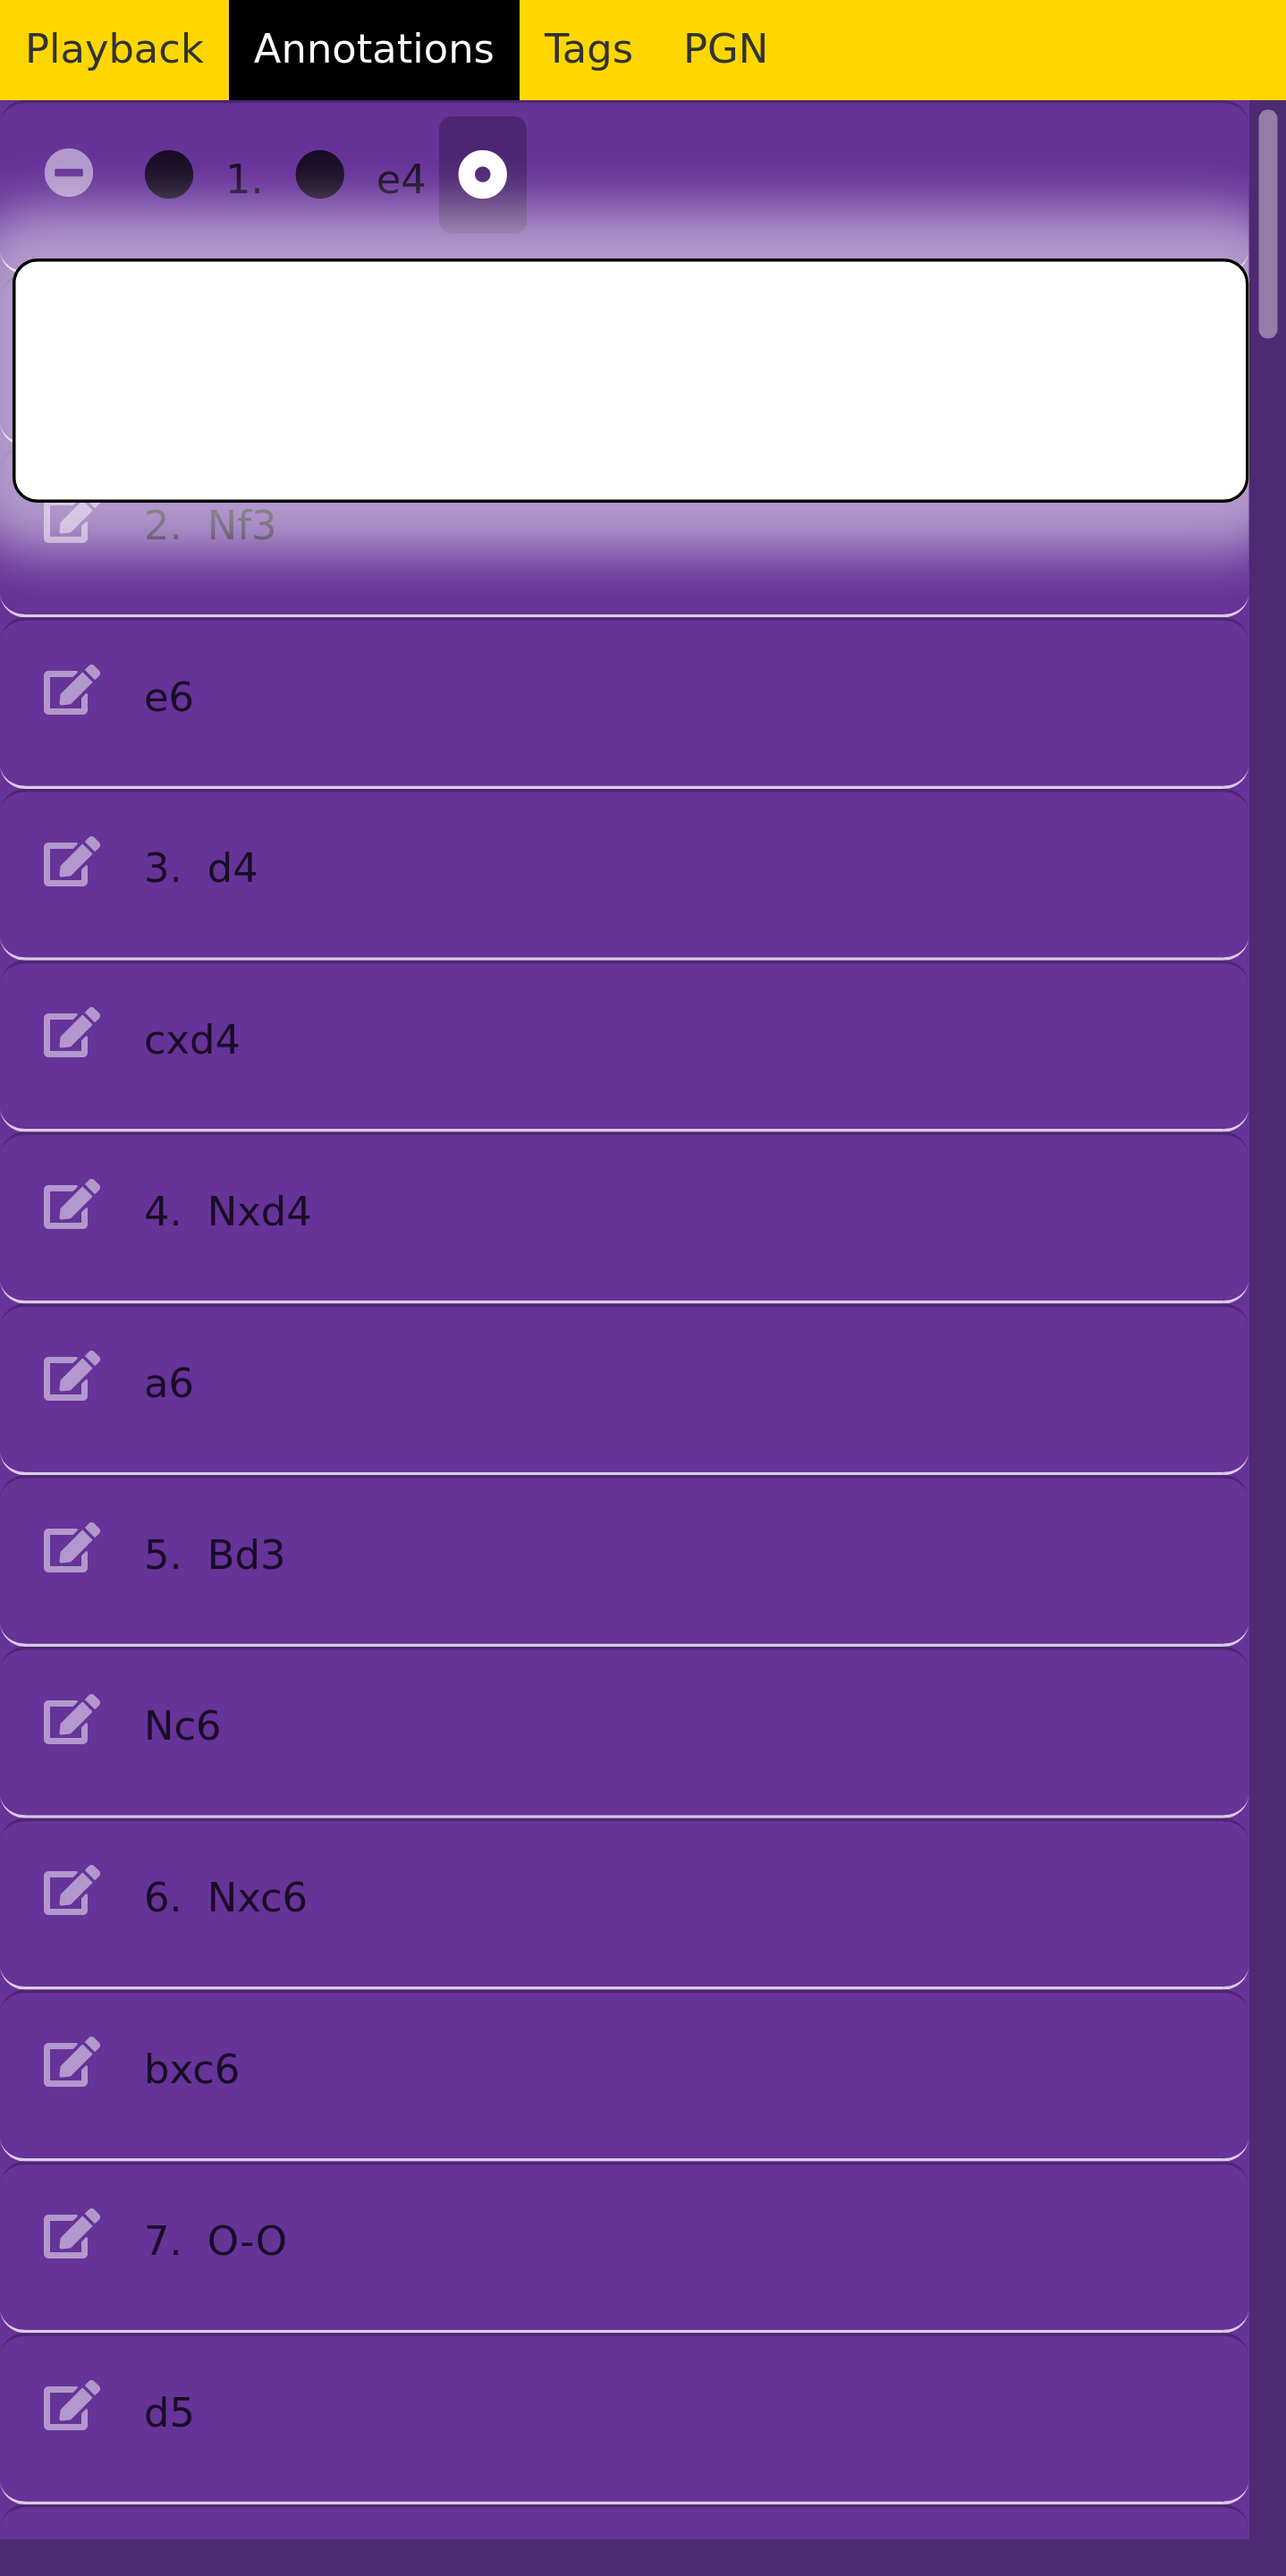 Playback Annotations Tags PGN
1. e4
2. Nf3
e6
3. d4
cxd4
4. Nxd4
a6
5. Bd3
Nc6
6. Nxc6
bxc6
7. O-O
d5